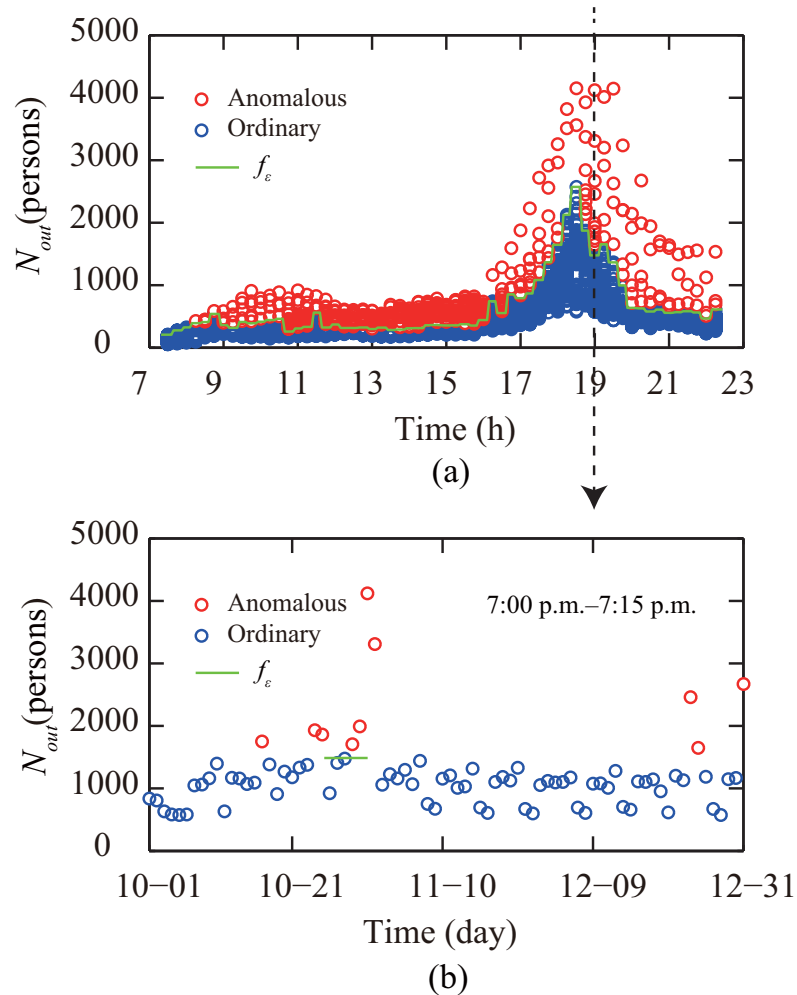 5000
4000
3000
2000
1000
0
N_out(persons)
Anomalous
Ordinary
f_ε
7 9 11 13 15 17 19 21 23
Time (h)
(a)
5000
4000
3000
2000
1000
0
N_out(persons)
Anomalous
Ordinary
f_ε
7:00 p.m.–7:15 p.m.
10−01 10−21 11−10 12−09 12−31
Time (day)
(b)